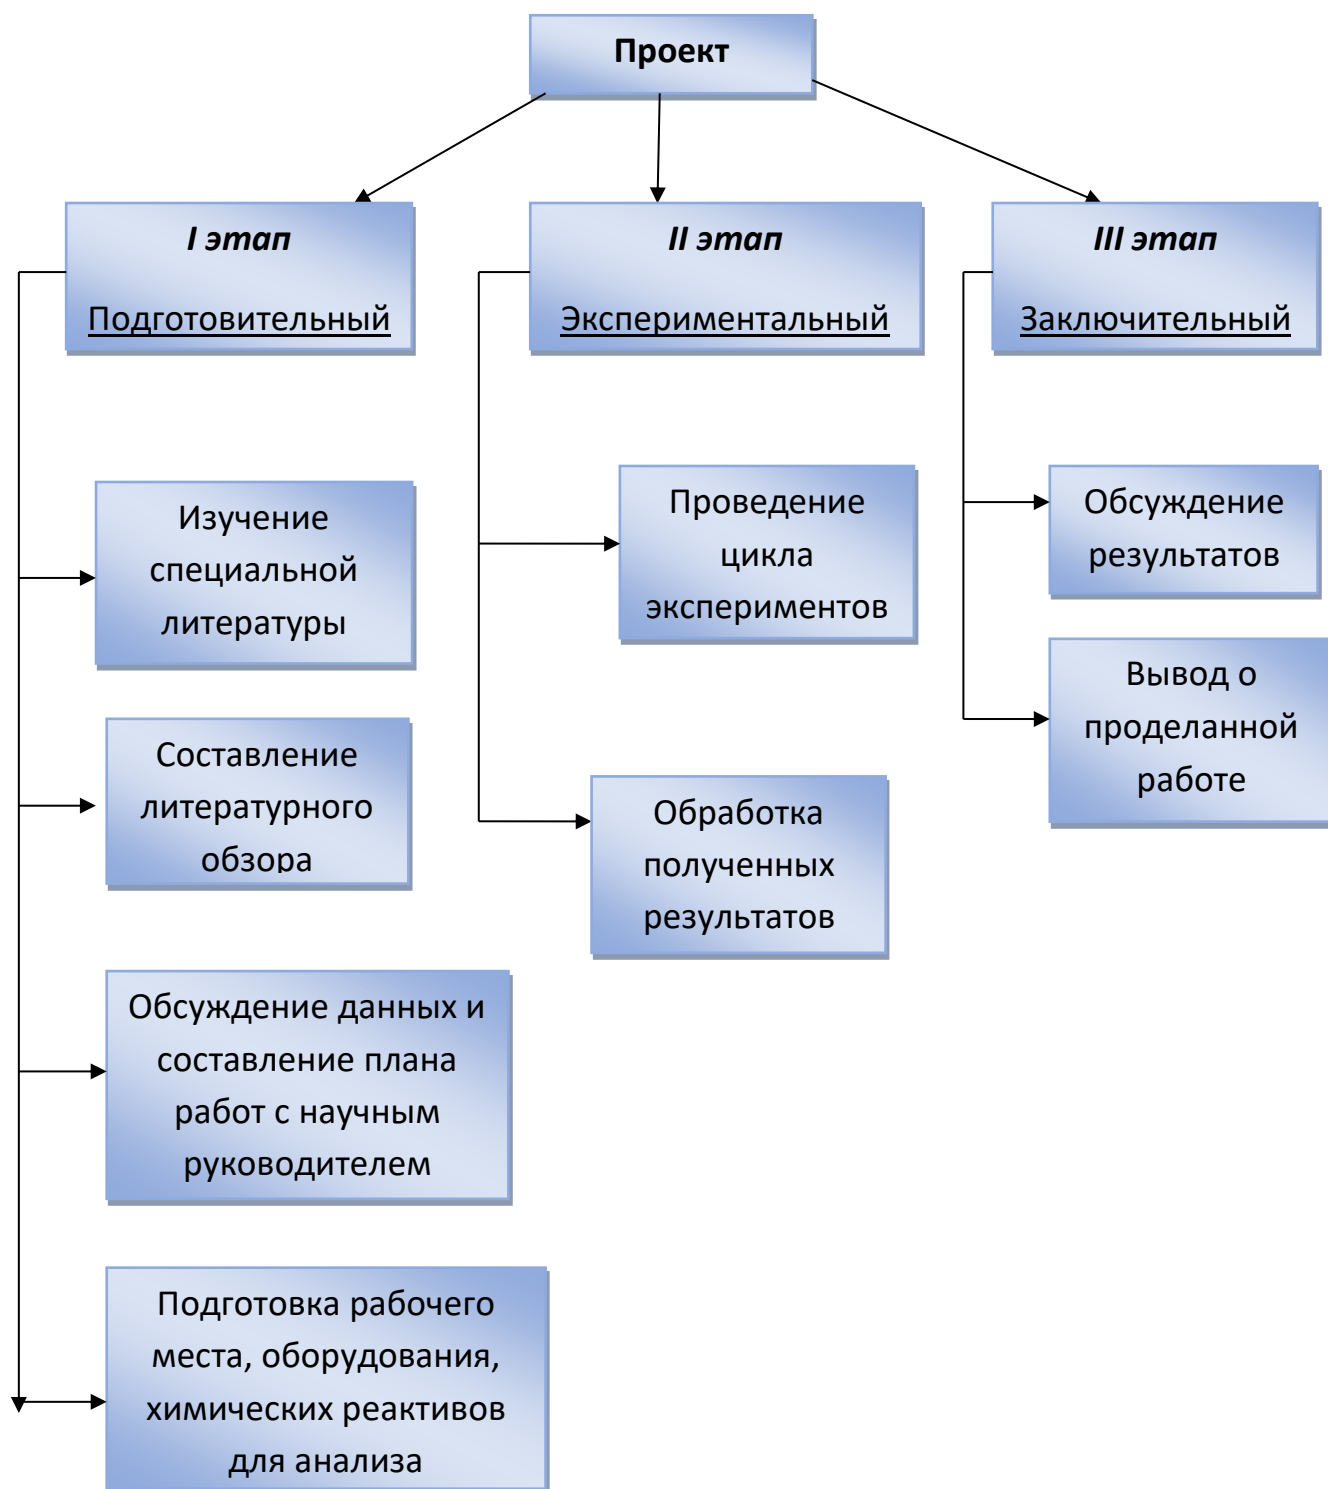 Проект
I этап
Подготовительный
II этап
Экспериментальный
III этап
Заключительный
Изучение
специальной
литературы
Составление
литературного
обзора
Обсуждение данных и
составление плана
работ с научным
руководителем
Подготовка рабочего
места, оборудования,
химических реактивов
для анализа
Проведение
цикла
экспериментов
Обработка
полученных
результатов
Обсуждение
результатов
Вывод о
проделанной
работе